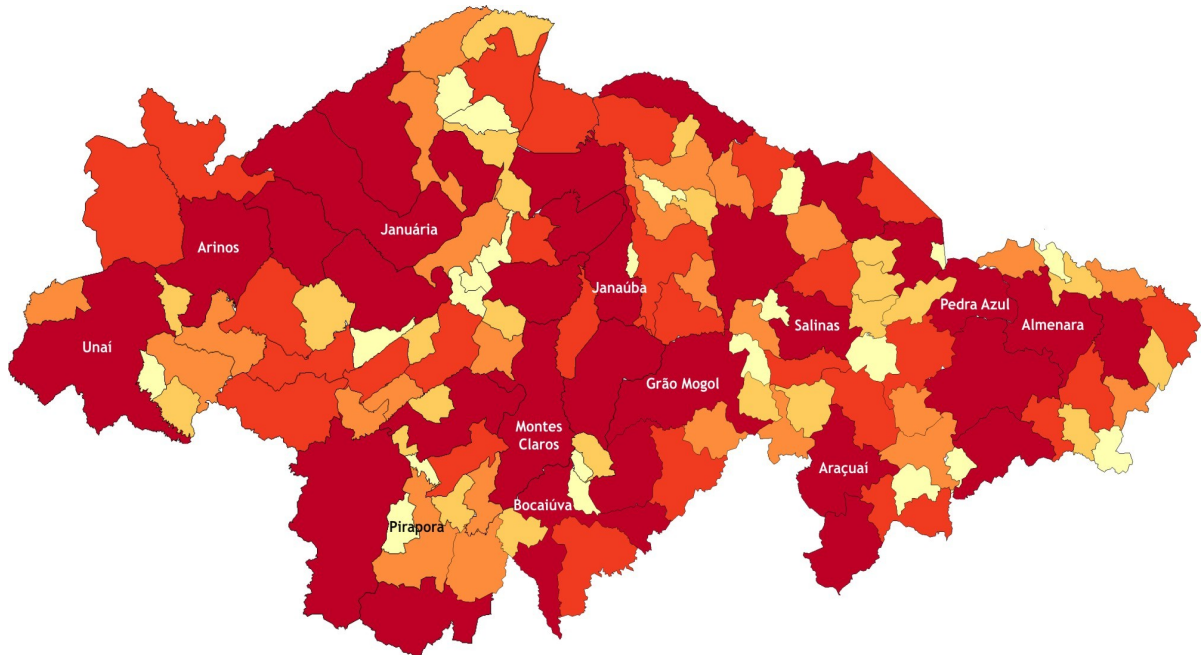 Januária
Arinos
Janaúba
Pedra Azul
Almenara
Salinas
Unaí
Grão Mogol
Montes
Claros
Araçuaí
Bocaiúva
Pirapora